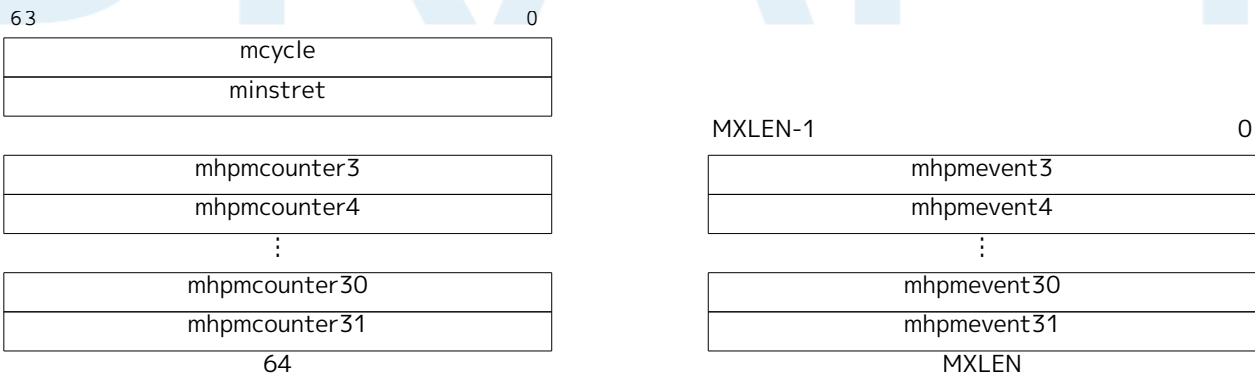 63 0
mcycle
minstret
MXLEN-1 0
mhpmcounter3 mhpmevent3
mhpmcounter4 mhpmevent4
⋮ ⋮
mhpmcounter30 mhpmevent30
mhpmcounter31 mhpmevent31
64 MXLEN